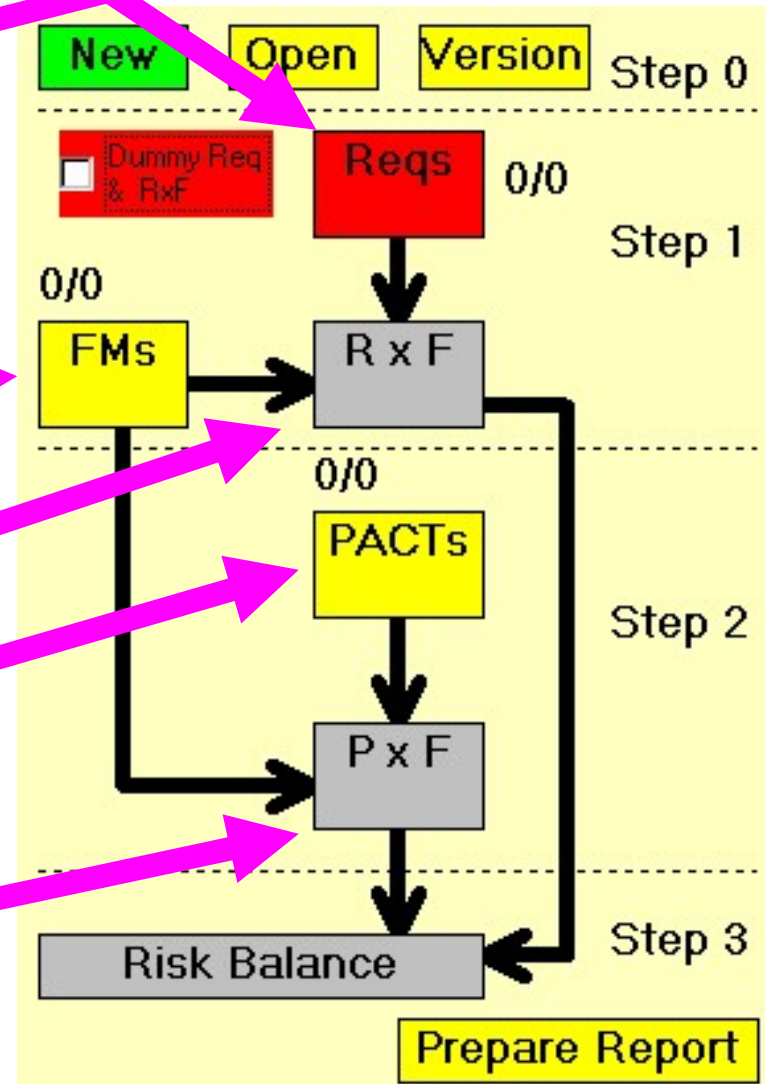 New Open Version Step 0
Dummy Req
& RxF
Reqs 0/0
Step 1
0/0
FMs R x F
0/0
PACTs
Step 2
P x F
Step 3
Risk Balance
Prepare Report